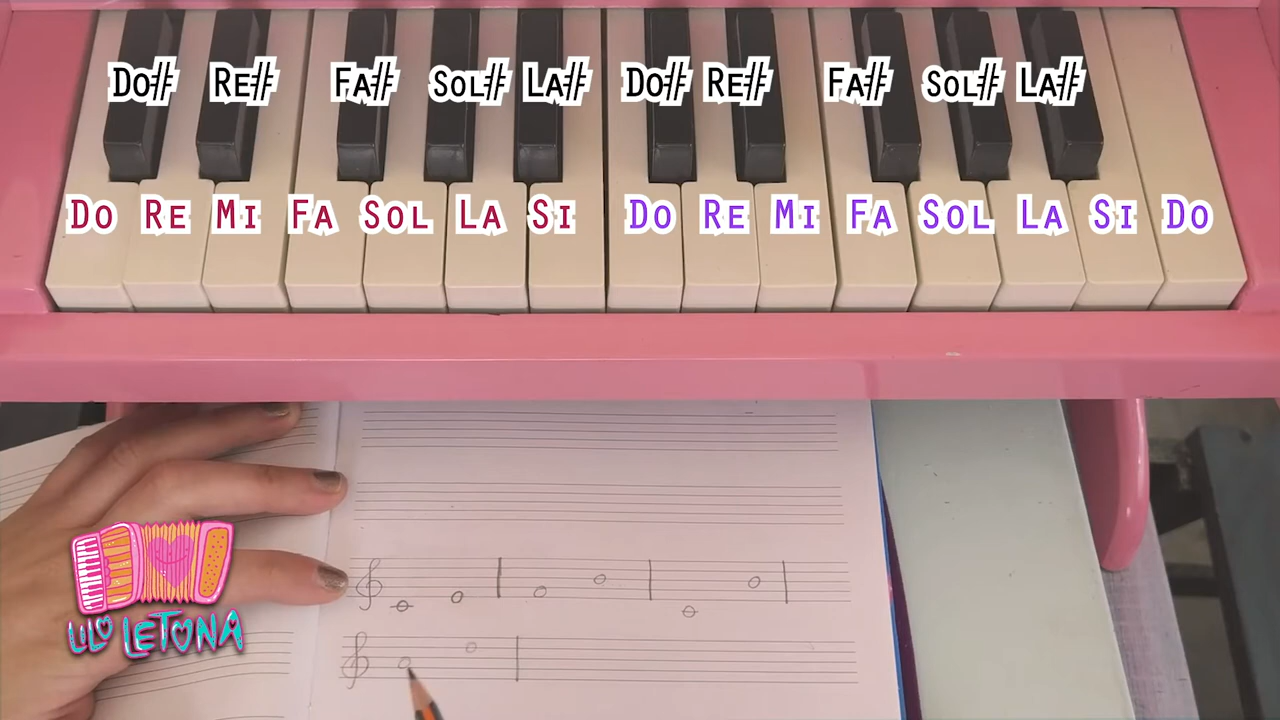 Do# Re# Fa# Sol# La# Do# Re# Fa# Sol# La#
Do Re Mi Fa Sol La Si Do Re Mi Fa Sol La Si Do
Lilo Letona